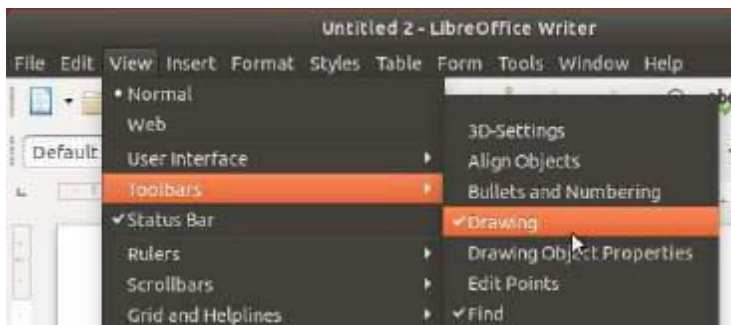 Untitled 2 - LibreOffice Writer
File Edit View Insert Format Styles Table Form Tools Window Help
Normal
Web
User Interface
Toolbars
Status Bar
Rulers
Scrollbars
Grid and Helplines
3D-Settings
Align Objects
Bullets and Numbering
Drawing
Drawing Object Properties
Edit Points
Find
Default